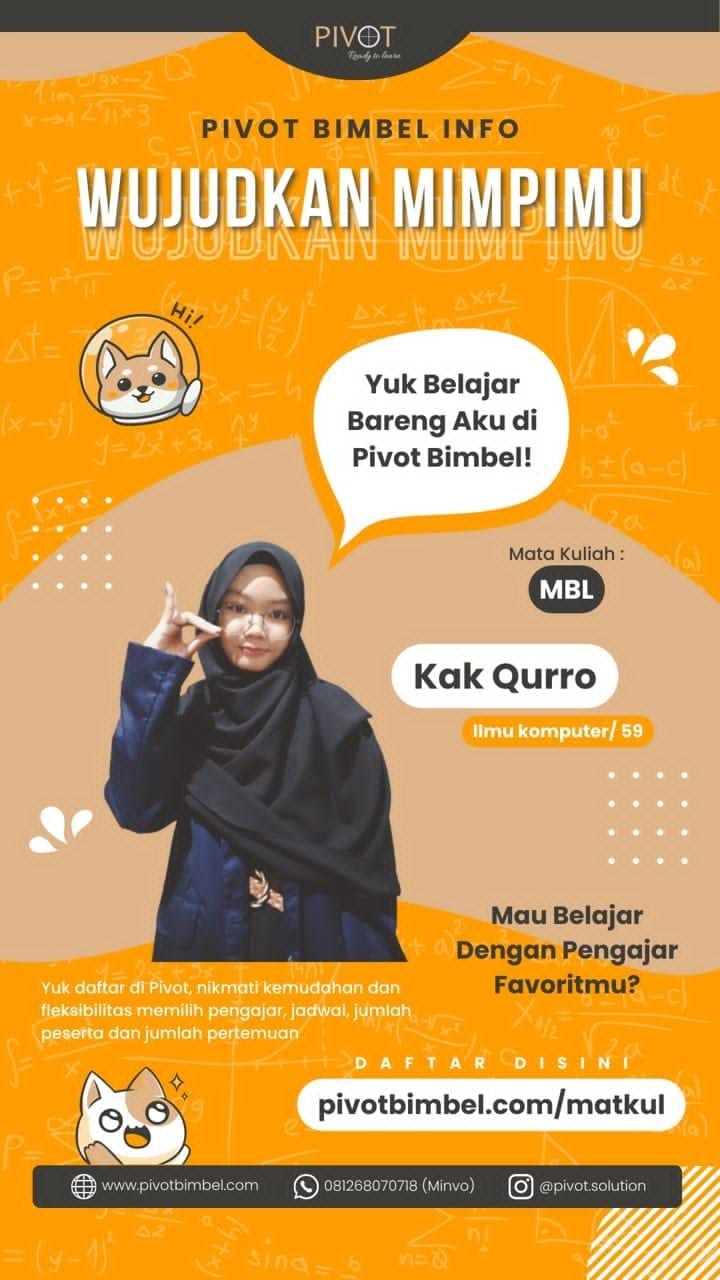 PIVOT
Ready to learn
PIVOT BIMBEL INFO
WUJUDKAN MIMPIMU
WUJUDKAN MIMPIMU
Hi!
Yuk Belajar
Bareng Aku di
Pivot Bimbel!
Mata Kuliah :
MBL
Kak Qurro
Ilmu komputer/ 59
Mau Belajar
Dengan Pengajar
Favoritmu?
Yuk daftar di Pivot, nikmati kemudahan dan
fleksibilitas memilih pengajar, jadwal, jumlah
peserta dan jumlah pertemuan
DAFTAR DISINI
pivotbimbel.com/matkul
www.pivotbimbel.com
081268070718 (Minvo)
@pivot.solution